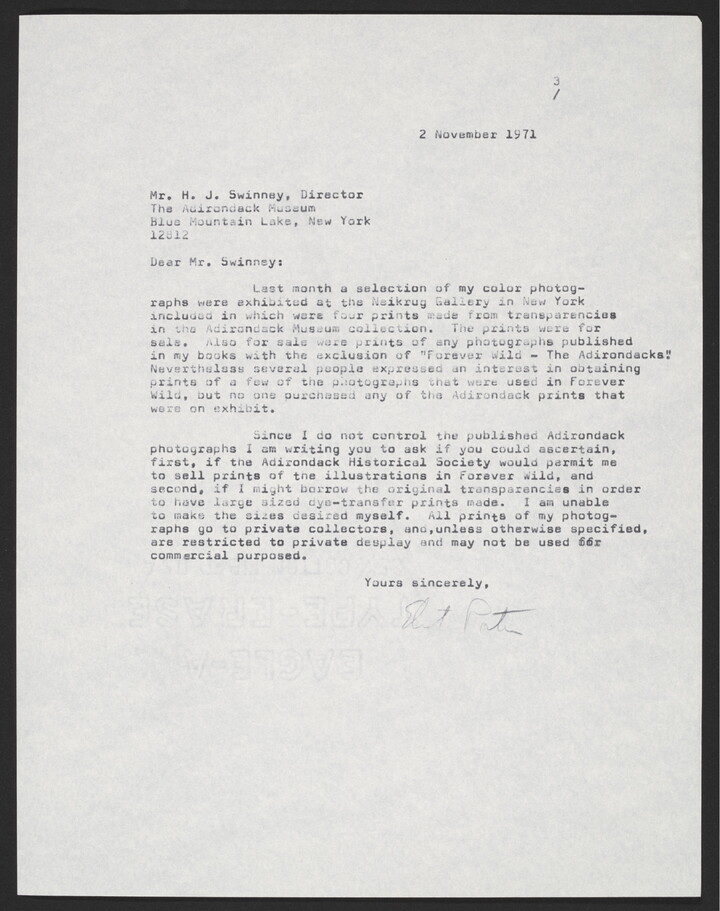 3
/
2 November 1971
Mr. H. J. Swinney, Director
The Adirondack Museum
Blue Mountain Lake, New York
12812
Dear Mr. Swinney:
Last month a selection of my color photog-
raphs were exhibited at the Neikrug Gallery in New York
included in which were four prints made from transparencies
in the Adirondack Museum collection. The prints were for
sale. Also for sale were prints of any photographs published
in my books with the exclusion of "Forever Wild - The Adirondacks".
Nevertheless several people expressed an interest in obtaining
prints of a few of the photographs that were used in Forever
Wild, but no one purchased any of the Adirondack prints that
were on exhibit.
Since I do not control the published Adirondack
photographs I am writing you to ask if you could ascertain,
first, if the Adirondack Historical Society would permit me
to sell prints of the illustrations in Forever Wild, and
second, if I might borrow the original transparencies in order
to have large sized dye-transfer prints made. I am unable
to make the sizes desired myself. All prints of my photog-
raphs go to private collectors, and,unless otherwise specified,
are restricted to private desplay and may not be used for
commercial purposed.
Yours sincerely,
Eliot Porter
TYPE-ERASE
EAGLE-A